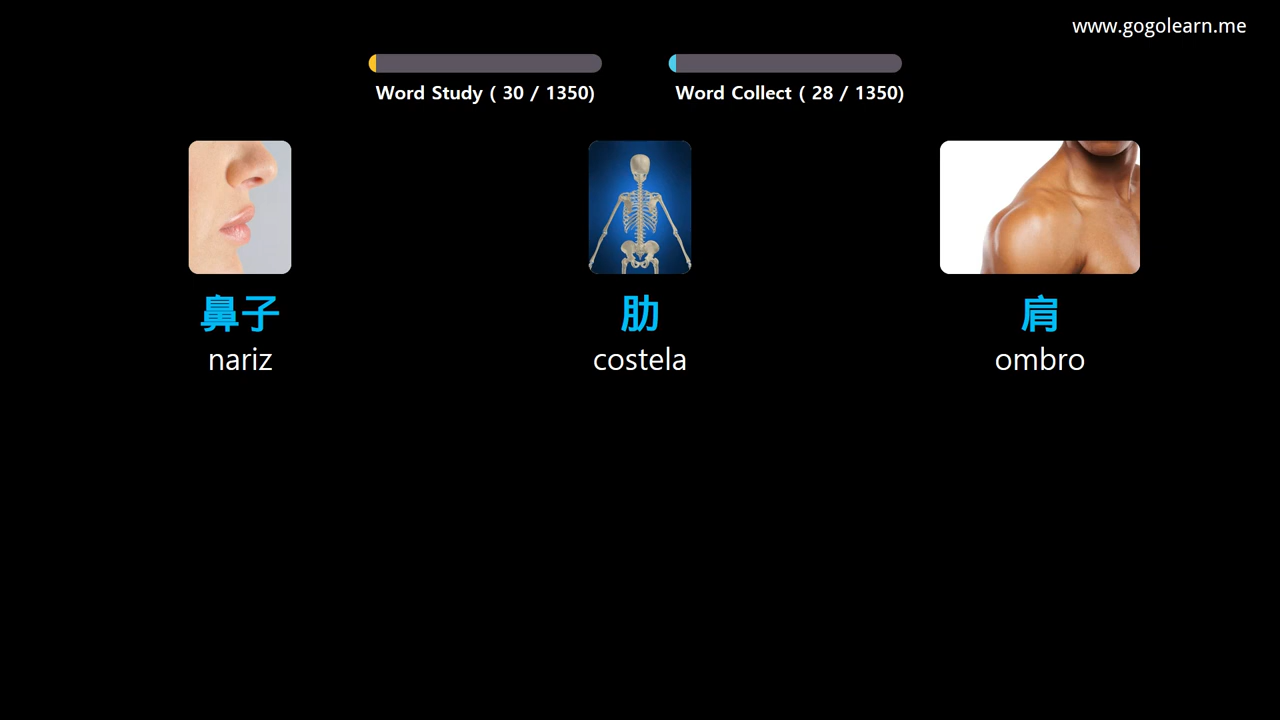 www.gogolearn.me
Word Study ( 30 / 1350)
Word Collect ( 28 / 1350)
鼻子
肋
肩
nariz
costela
ombro